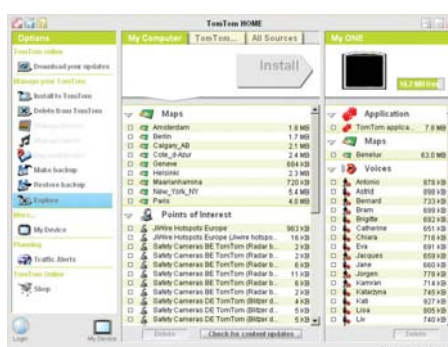 TomTom HOME
Options
TomTom online
Download your updates
Manage your TomTom
Install to TomTom
Delete from TomTom
Make backup
Restore backup
Explore
More...
My Device
Planning
Traffic Alerts
TomTom Online
Shop
Login
My Device
My Computer
TomTom...
All Sources
Install
Maps
Amsterdam 1.8 MB
Berlin 1.7 MB
Calgary_AB 2.1 MB
Cote_d-Azur 2.4 MB
Geneve 684 KB
Helsinki 2.3 MB
Maarianhamina 720 KB
New_York_NY 5.4 MB
Paris 4.0 MB
Points of Interest
JiWire Hotspots Europe 963 KB
JiWire Hotspots Europe (Jiwire hotspo... 16 KB
Safety Cameras BE TomTom (Radar b... 2 KB
Safety Cameras BE TomTom (Radar b... 2 KB
Safety Cameras BE TomTom (Radar b... 6 KB
Safety Cameras BE TomTom (Radar b... 11 KB
Safety Cameras BE TomTom (Radar b... 6 KB
Safety Cameras DE TomTom (Blitzer d... 4 KB
Safety Cameras DE TomTom (Blitzer d... 5 KB
Safety Cameras DE TomTom (Blitzer d... 5 KB
Delete
Check for content updates
My ONE
Application
TomTom applica... 7.8 MB
Maps
Benelux 63.0 MB
Voices
Antonio 879 KB
Astrid 898 KB
Bernard 733 KB
Bram 699 KB
Brigitte 692 KB
Catherine 651 KB
Chiara 716 KB
Eva 691 KB
Jacques 659 KB
Jane 660 KB
Jorgen 778 KB
Kamran 714 KB
Katarzyna 745 KB
Kati 927 KB
Lisa 805 KB
Liv 740 KB
Delete